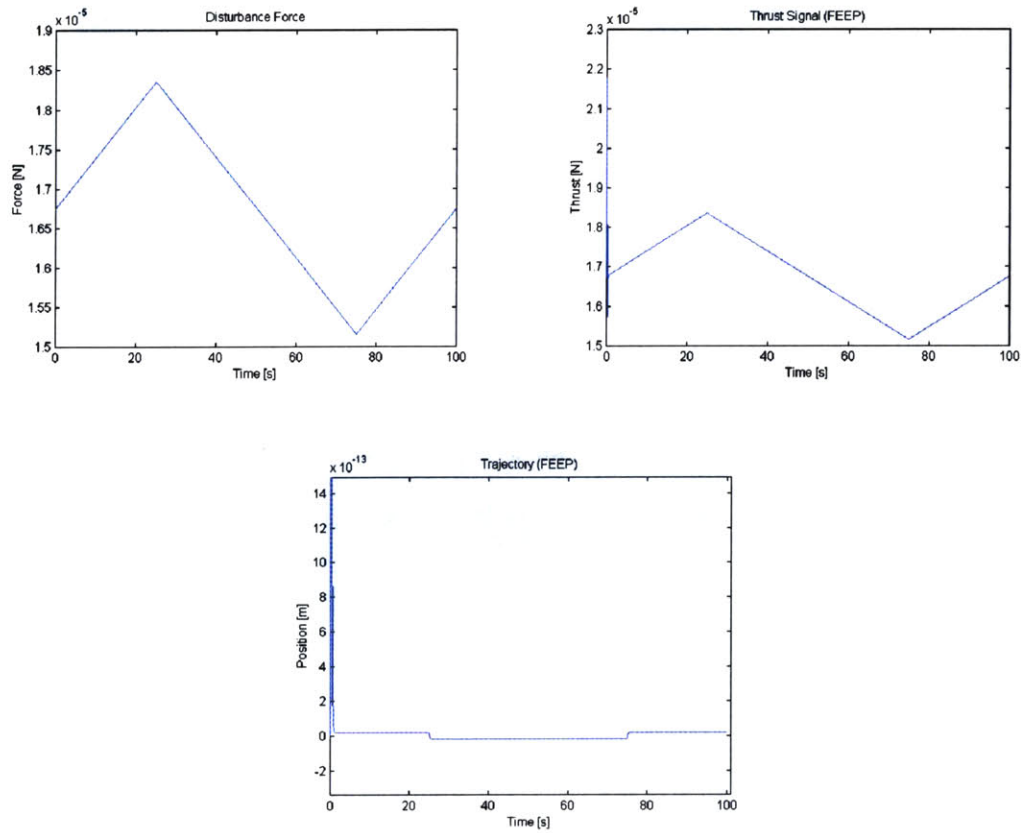 x 10-5
Disturbance Force
1.9
1.85
1.8
1.75
1.7
1.65
1.6
1.55
1.5
Force [N]
0 20 40 60 80 100
Time [s]
x 10-5
Thrust Signal (FEEP)
2.3
2.2
2.1
2
1.9
1.8
1.7
1.6
1.5
Thrust [N]
0 20 40 60 80 100
Time [s]
x 10-13
Trajectory (FEEP)
14
12
10
8
6
4
2
0
-2
Position [m]
0 20 40 60 80 100
Time [s]